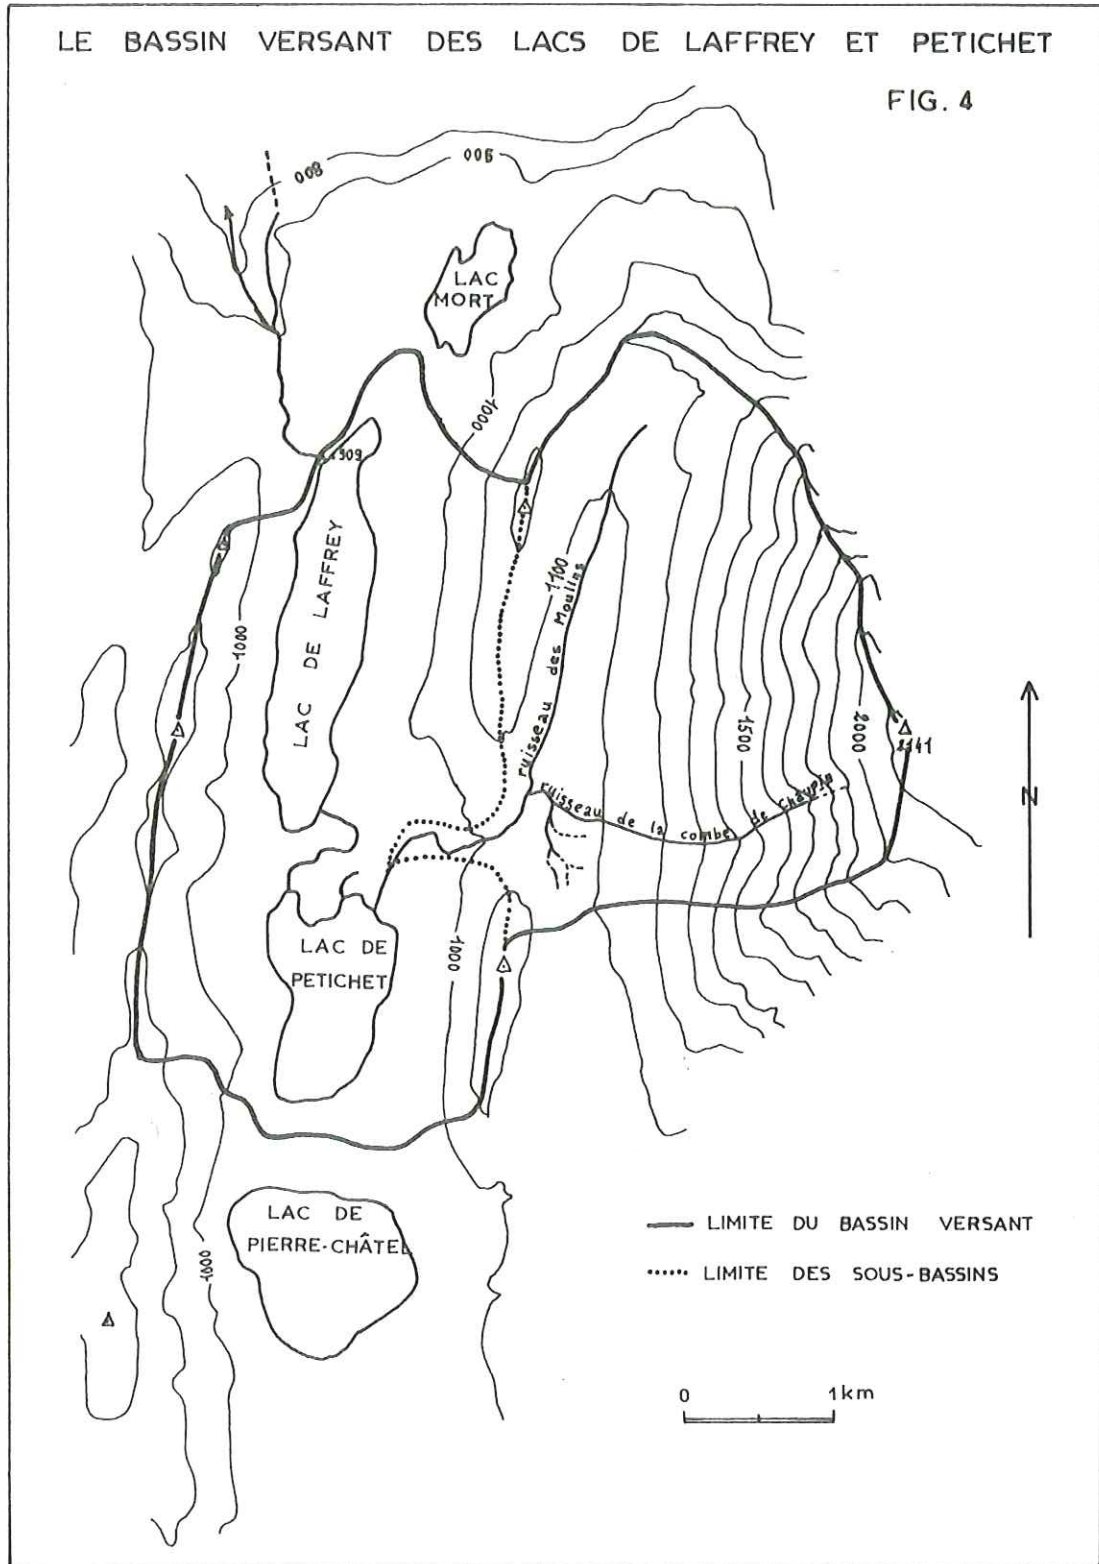 LE BASSIN VERSANT DES LACS DE LAFFREY ET PETICHET
FIG. 4
800
900
LAC
MORT
1000
909
LAC DE LAFFREY
1000
1100
ruisseau des Moulins
1500
2000
2141
ruisseau de la combe de Chaupin
N
LAC DE
PETICHET
1000
LAC DE
PIERRE-CHÂTEL
1000
LIMITE DU BASSIN VERSANT
LIMITE DES SOUS-BASSINS
0 1km